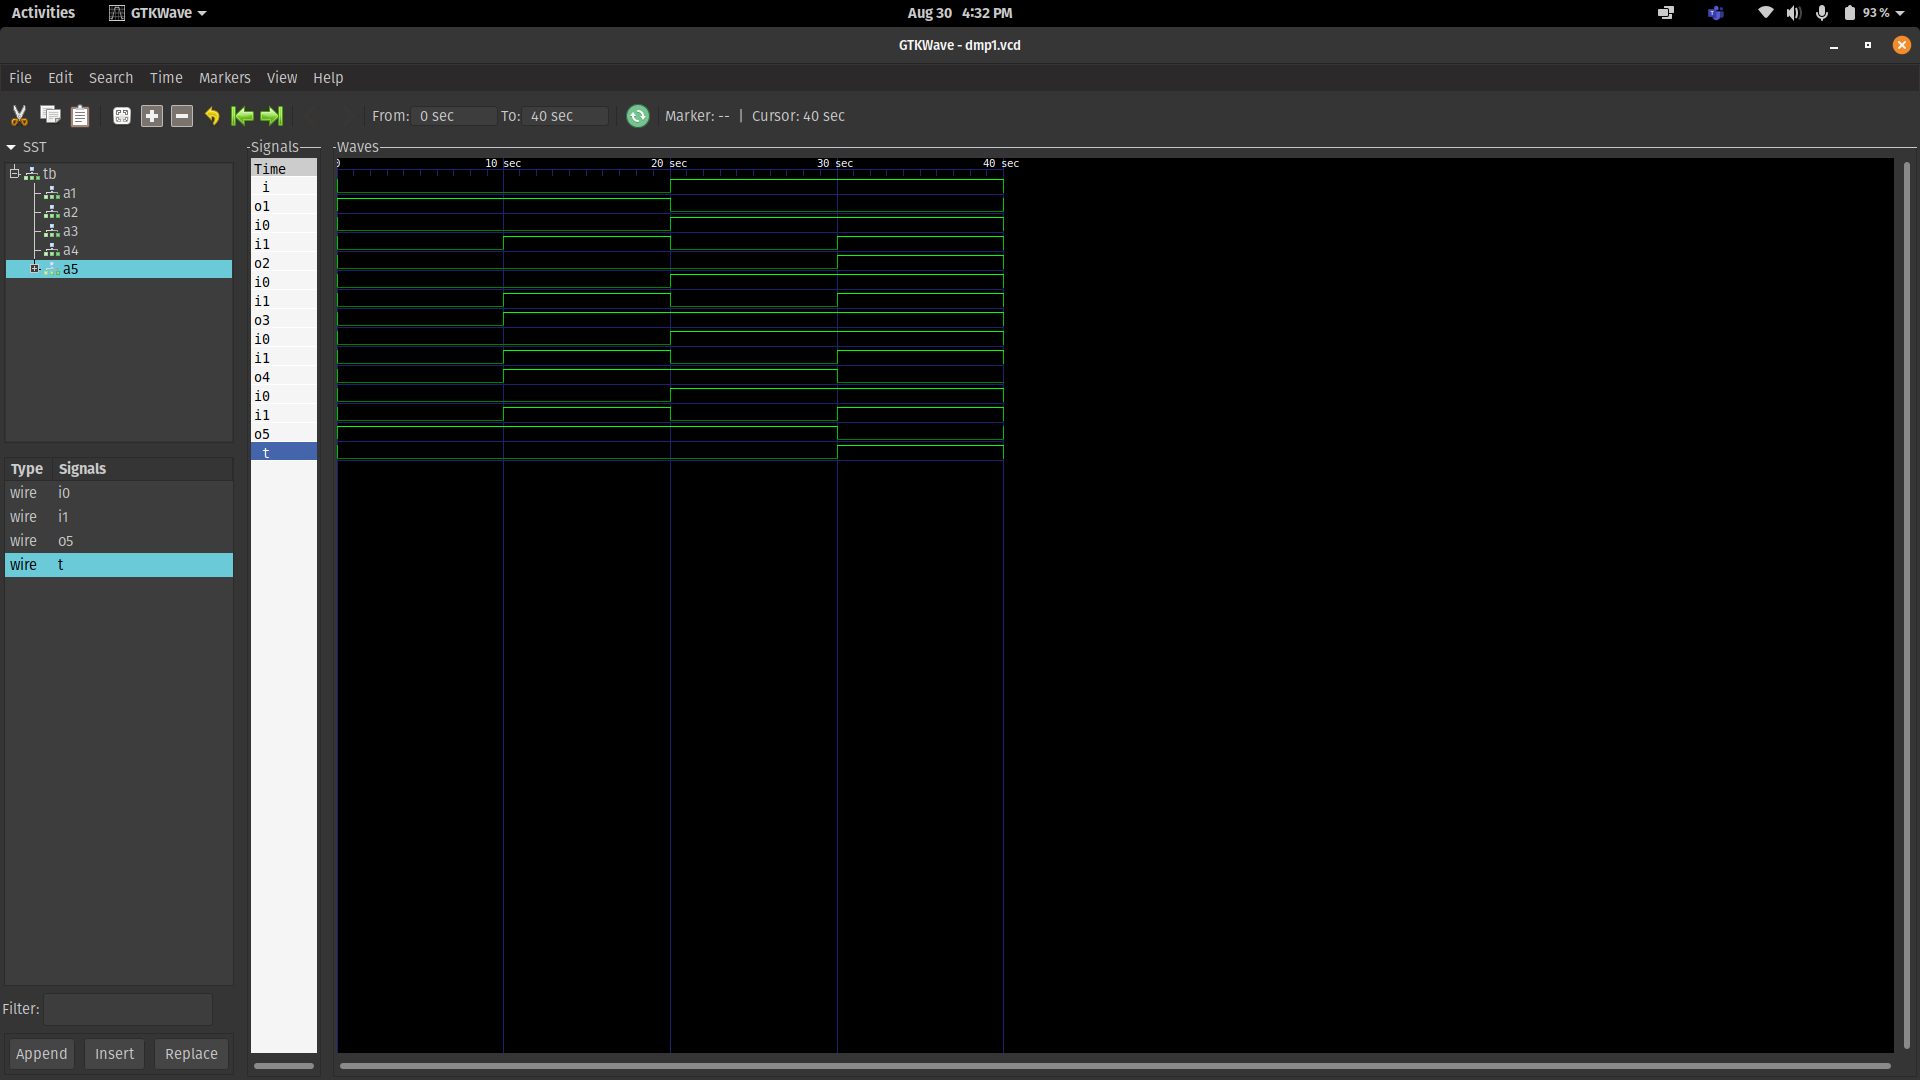 Activities GTKWave Aug 30 4:32 PM 93 %
GTKWave - dmp1.vcd
File Edit Search Time Markers View Help
From: 0 sec To: 40 sec Marker: -- | Cursor: 40 sec
SST
tb
a1
a2
a3
a4
a5
Type Signals
wire i0
wire i1
wire o5
wire t
Filter:
Append Insert Replace
Signals
Time
i
o1
i0
i1
o2
i0
i1
o3
i0
i1
o4
i0
i1
o5
t
Waves
0 10 sec 20 sec 30 sec 40 sec